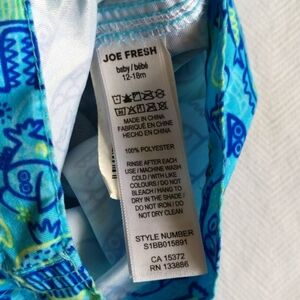 JOE FRESH
baby / bébé
12-18m
MADE IN CHINA
FABRIQUÉ EN CHINE
HECHO EN CHINA
100% POLYESTER
RINSE AFTER EACH
USE / MACHINE WASH
COLD / WITH LIKE
COLOURS / DO NOT
BLEACH / HANG TO
DRY IN THE SHADE /
DO NOT IRON / DO
NOT DRY CLEAN
STYLE NUMBER
S1BB015891
CA 15372
RN 133886